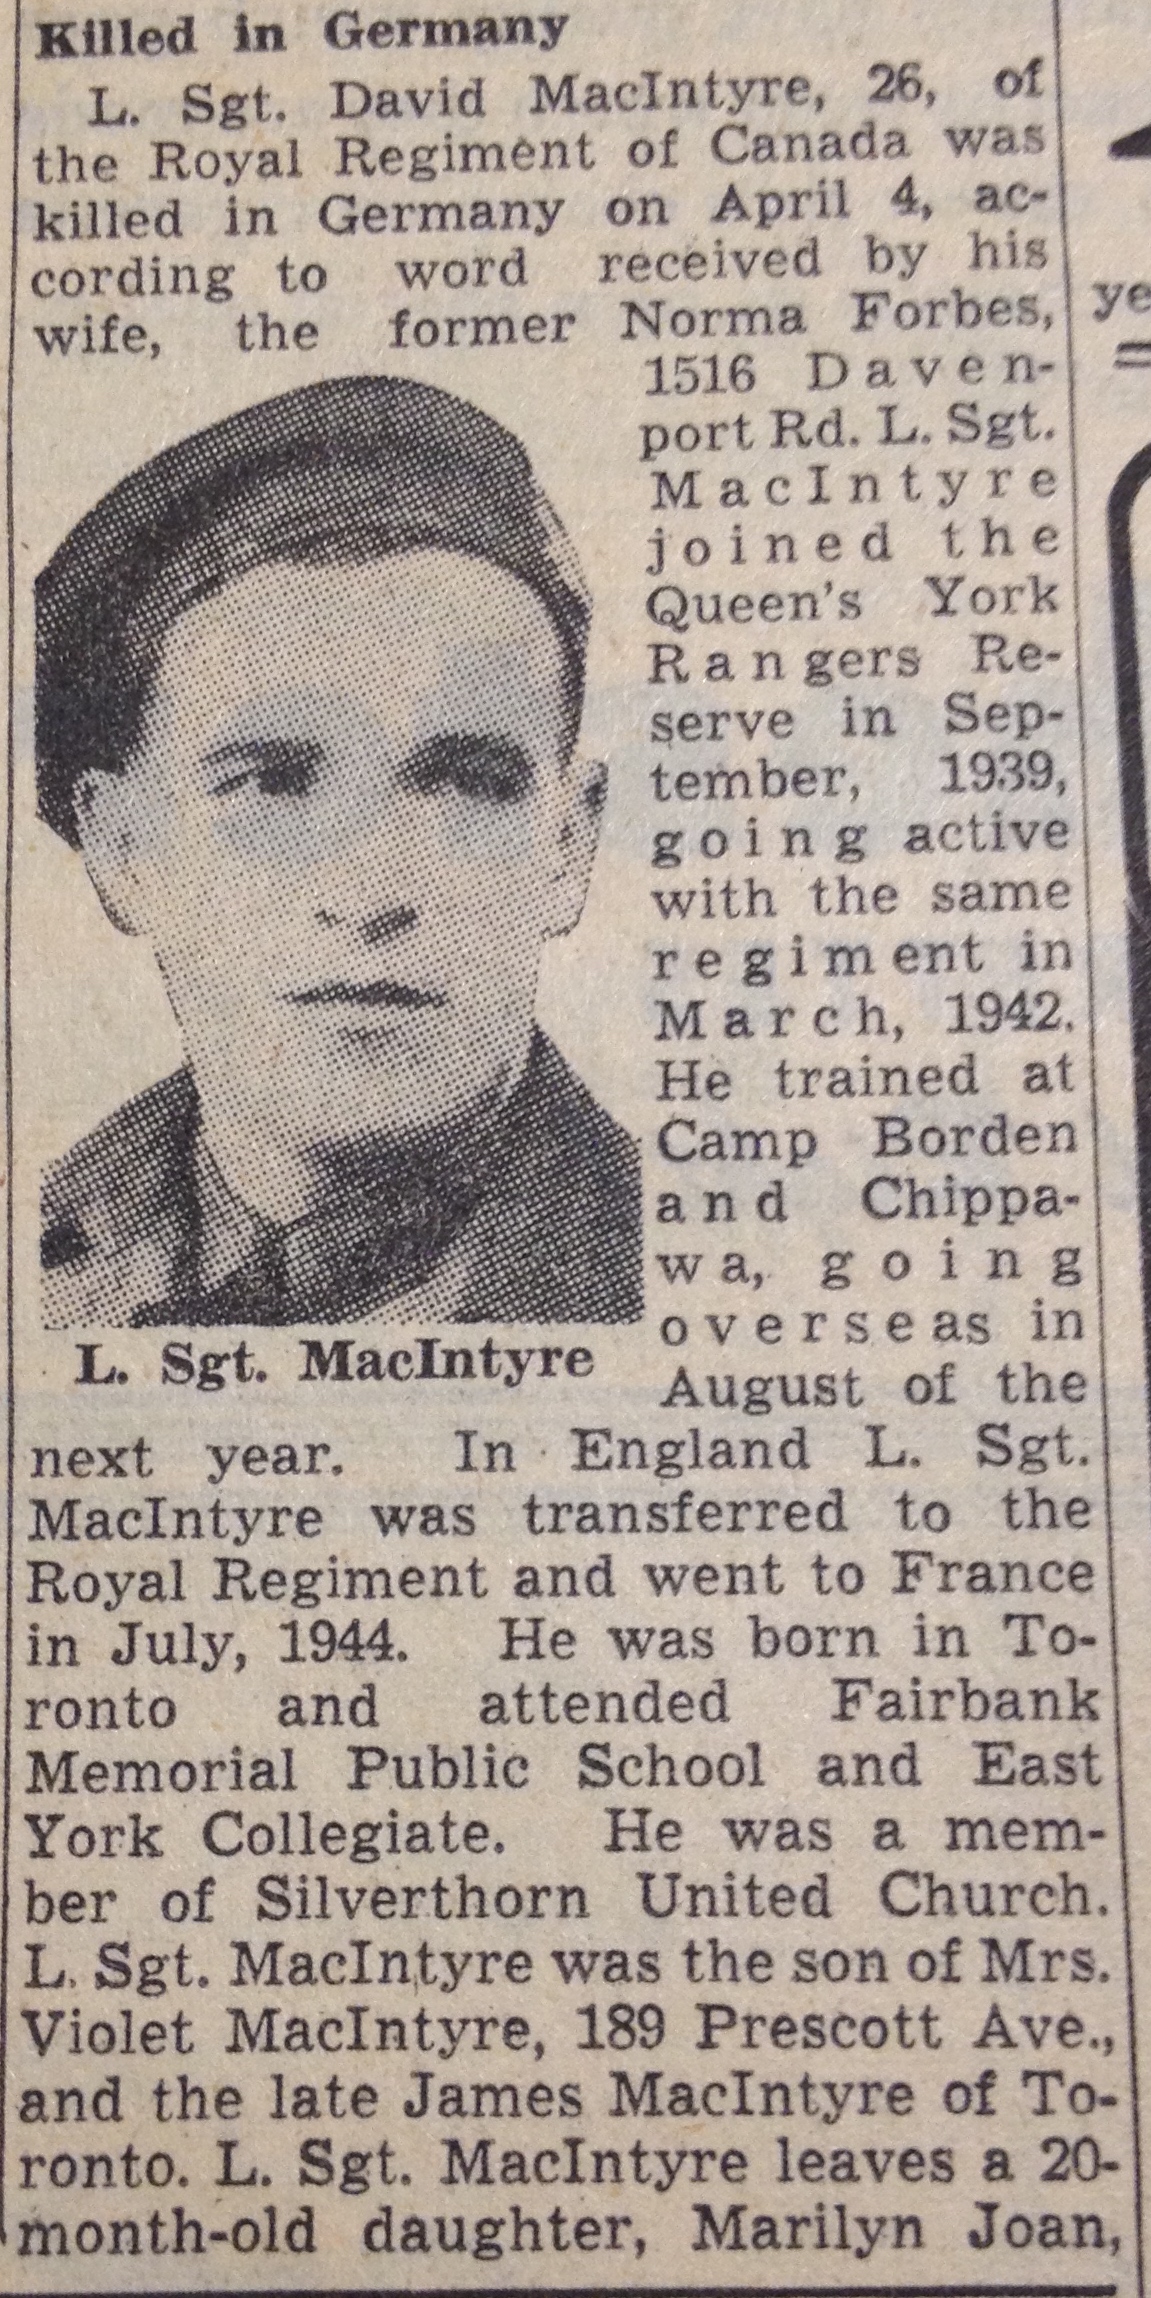 Killed in Germany
L. Sgt. David MacIntyre, 26, of
the Royal Regiment of Canada was
killed in Germany on April 4, ac-
cording to word received by his
wife, the former Norma Forbes,
1516 Daven-
port Rd. L. Sgt.
MacIntyre
joined the
Queen's York
Rangers Re-
serve in Sep-
tember, 1939,
going active
with the same
regiment in
March, 1942.
He trained at
Camp Borden
and Chippa-
wa, going
overseas in
August of the
L. Sgt. MacIntyre
next year. In England L. Sgt.
MacIntyre was transferred to the
Royal Regiment and went to France
in July, 1944. He was born in To-
ronto and attended Fairbank
Memorial Public School and East
York Collegiate. He was a mem-
ber of Silverthorn United Church.
L. Sgt. MacIntyre was the son of Mrs.
Violet MacIntyre, 189 Prescott Ave.,
and the late James MacIntyre of To-
ronto. L. Sgt. MacIntyre leaves a 20-
month-old daughter, Marilyn Joan,
ye